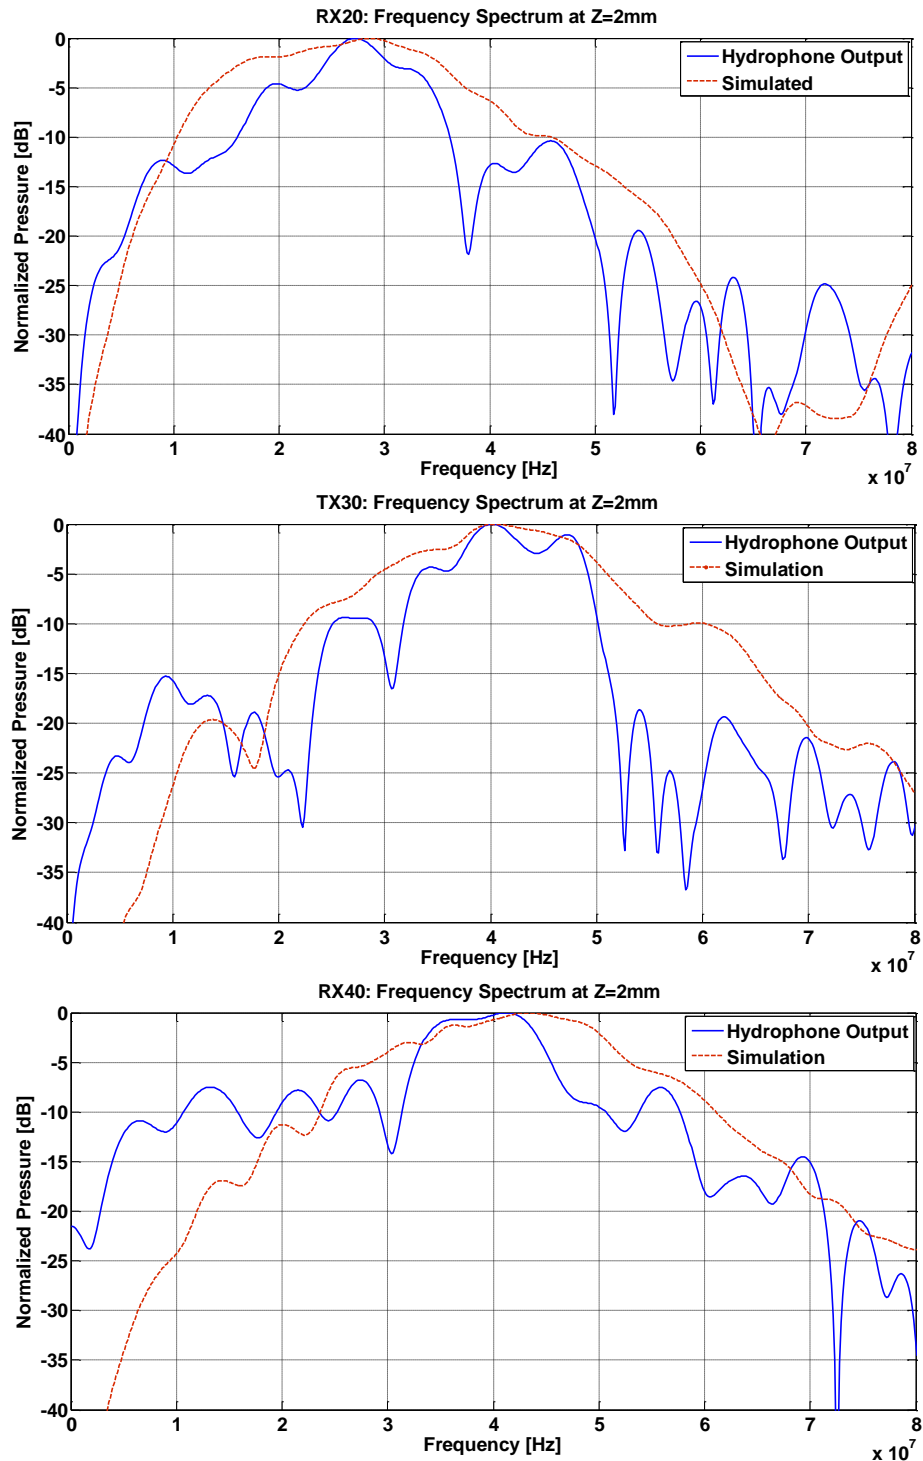 RX20: Frequency Spectrum at Z=2mm
Normalized Pressure [dB]
0
-5
-10
-15
-20
-25
-30
-35
-40
Hydrophone Output
Simulated
0 1 2 3 4 5 6 7 8
Frequency [Hz]
x 10^7
TX30: Frequency Spectrum at Z=2mm
Normalized Pressure [dB]
0
-5
-10
-15
-20
-25
-30
-35
-40
Hydrophone Output
Simulation
0 1 2 3 4 5 6 7 8
Frequency [Hz]
x 10^7
RX40: Frequency Spectrum at Z=2mm
Normalized Pressure [dB]
0
-5
-10
-15
-20
-25
-30
-35
-40
Hydrophone Output
Simulation
0 1 2 3 4 5 6 7 8
Frequency [Hz]
x 10^7